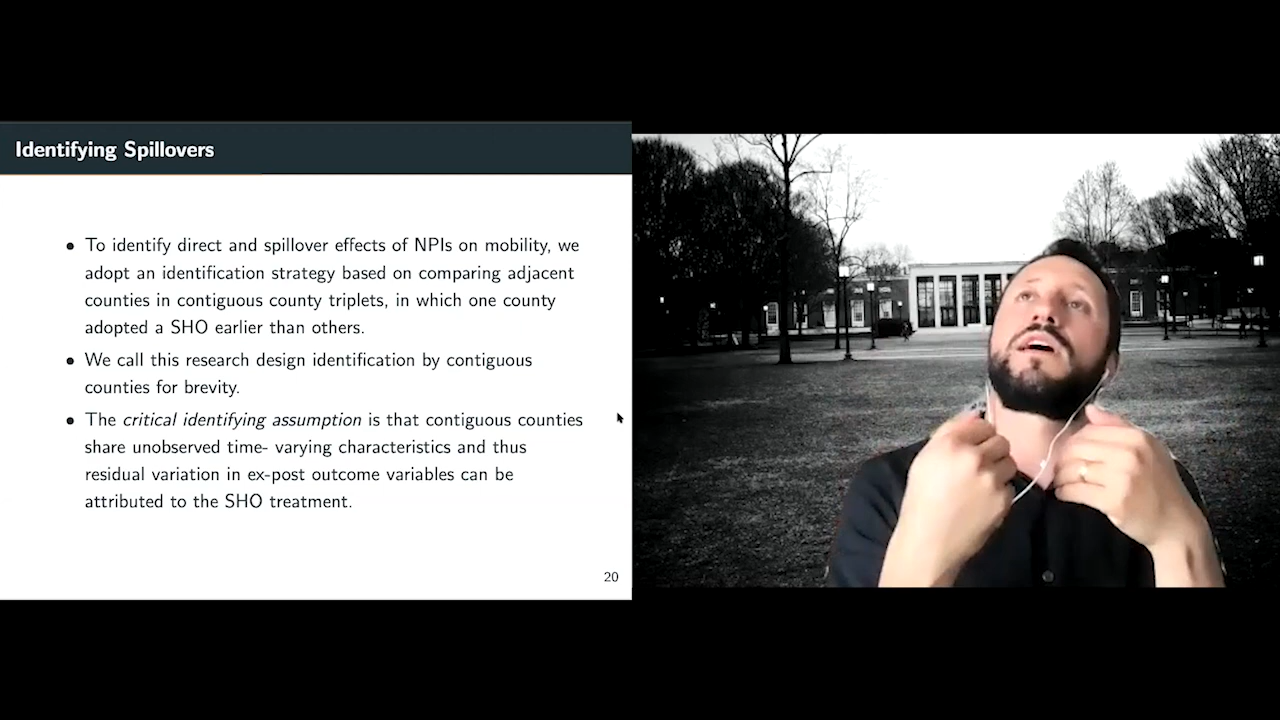 Identifying Spillovers
• To identify direct and spillover effects of NPIs on mobility, we
adopt an identification strategy based on comparing adjacent
counties in contiguous county triplets, in which one county
adopted a SHO earlier than others.
• We call this research design identification by contiguous
counties for brevity.
• The critical identifying assumption is that contiguous counties
share unobserved time- varying characteristics and thus
residual variation in ex-post outcome variables can be
attributed to the SHO treatment.
20